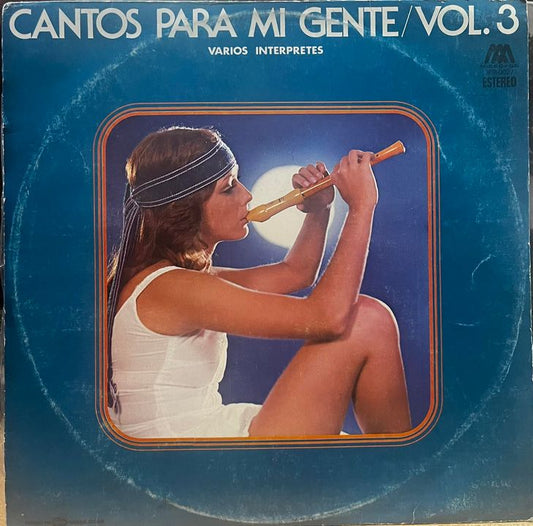 CANTOS PARA MI GENTE/VOL.3
VARIOS INTERPRETES
ESTEREO